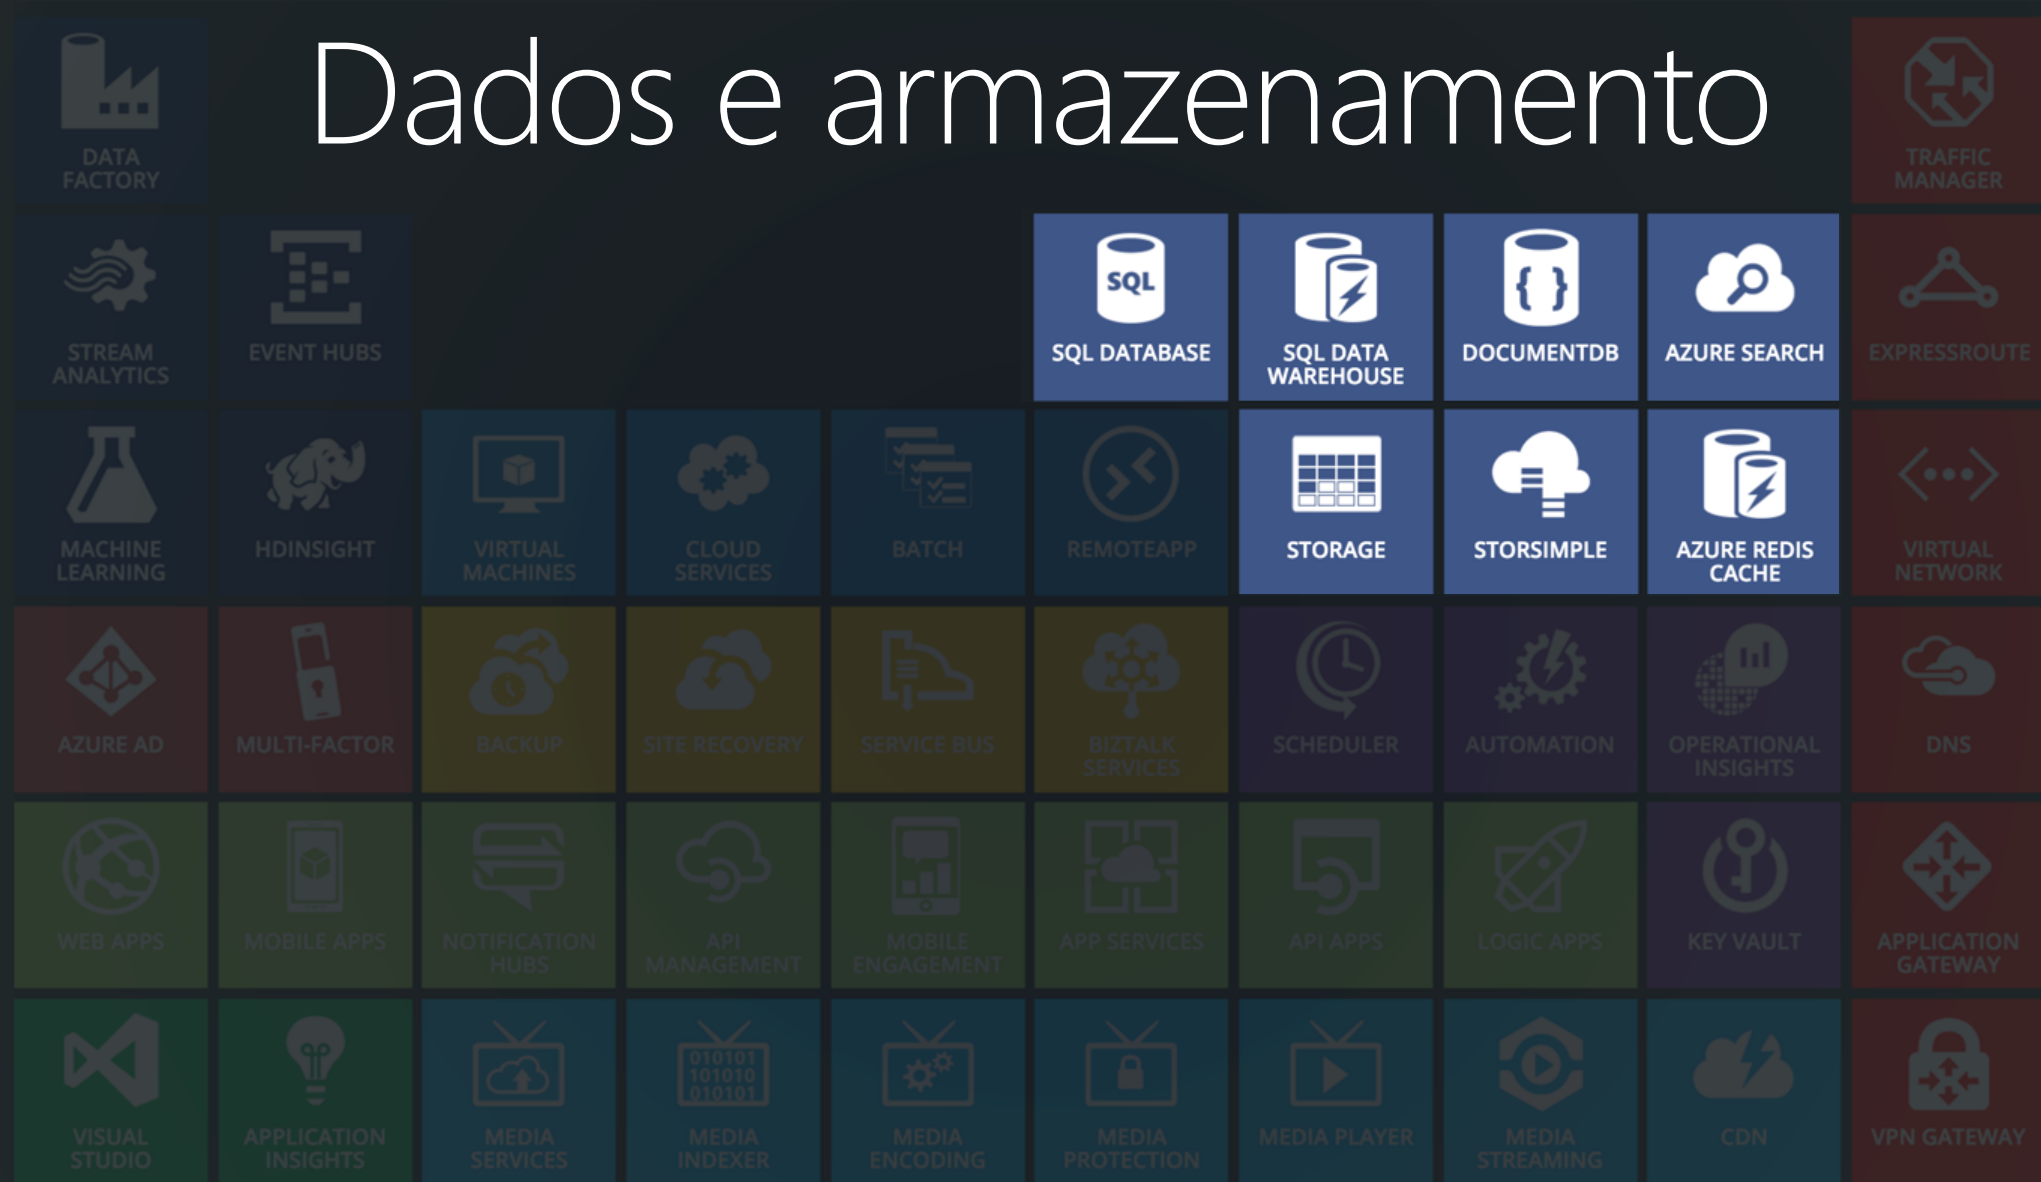 Dados e armazenamento
DATA
FACTORY
TRAFFIC
MANAGER
STREAM
ANALYTICS
EVENT HUBS
SQL
SQL DATABASE
SQL DATA
WAREHOUSE
{ }
DOCUMENTDB
AZURE SEARCH
EXPRESSROUTE
MACHINE
LEARNING
HDINSIGHT
VIRTUAL
MACHINES
CLOUD
SERVICES
BATCH
REMOTEAPP
STORAGE
STORSIMPLE
AZURE REDIS
CACHE
VIRTUAL
NETWORK
AZURE AD
MULTI-FACTOR
BACKUP
SITE RECOVERY
SERVICE BUS
BIZTALK
SERVICES
SCHEDULER
AUTOMATION
OPERATIONAL
INSIGHTS
DNS
WEB APPS
MOBILE APPS
NOTIFICATION
HUBS
API
MANAGEMENT
MOBILE
ENGAGEMENT
APP SERVICES
API APPS
LOGIC APPS
KEY VAULT
APPLICATION
GATEWAY
VISUAL
STUDIO
APPLICATION
INSIGHTS
MEDIA
SERVICES
010101
101010
010101
MEDIA
INDEXER
MEDIA
ENCODING
MEDIA
PROTECTION
MEDIA PLAYER
MEDIA
STREAMING
CDN
VPN GATEWAY